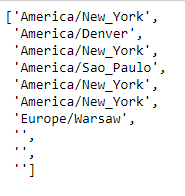 ['America/New_York',
'America/Denver',
'America/New_York',
'America/Sao_Paulo',
'America/New_York',
'America/New_York',
'Europe/Warsaw',
'',
'',
'']